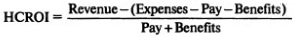 HCROI = Revenue – (Expenses – Pay – Benefits)
Pay + Benefits